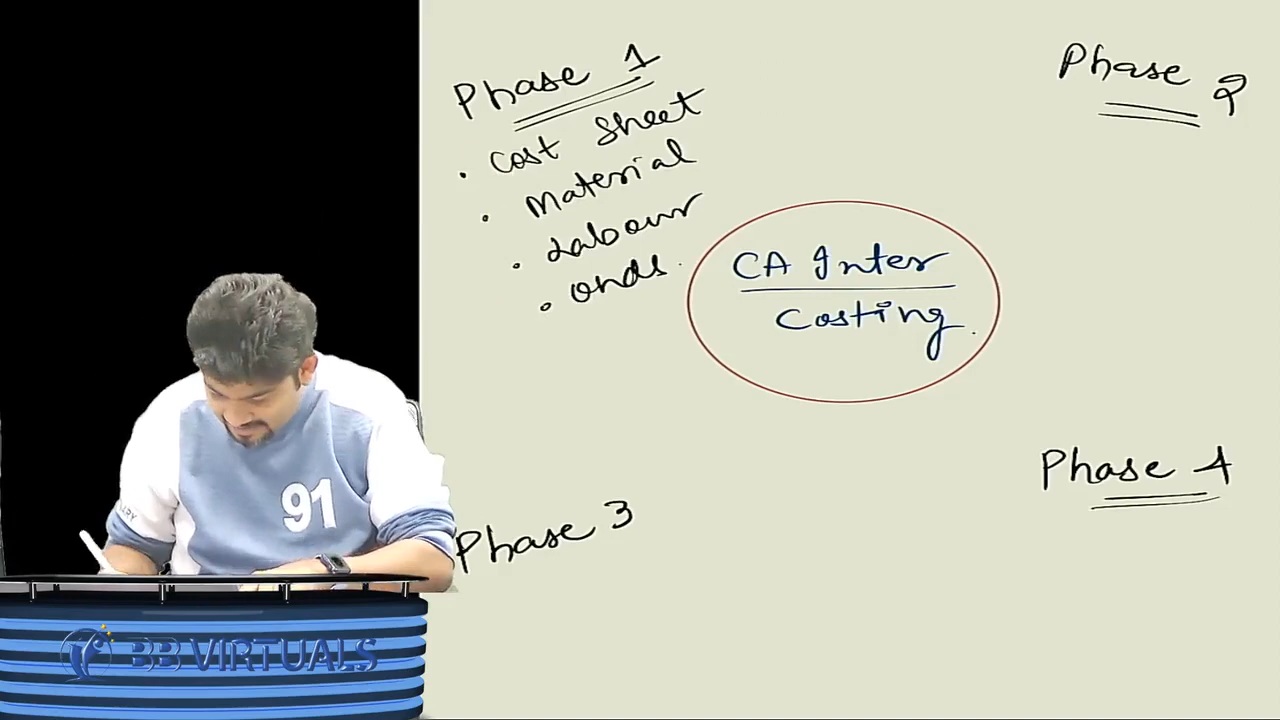 Phase 1
• Cost Sheet
• Material
• Labour
• OHDs.
Phase 2
CA Inter
Costing.
Phase 3
Phase 4
91
BB VIRTUALS